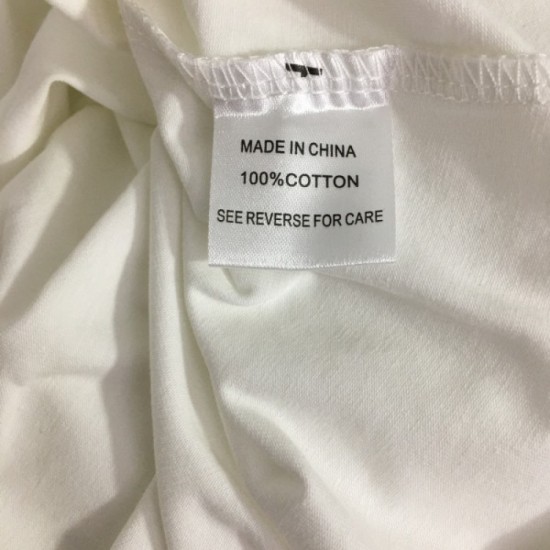 MADE IN CHINA
100%COTTON
SEE REVERSE FOR CARE